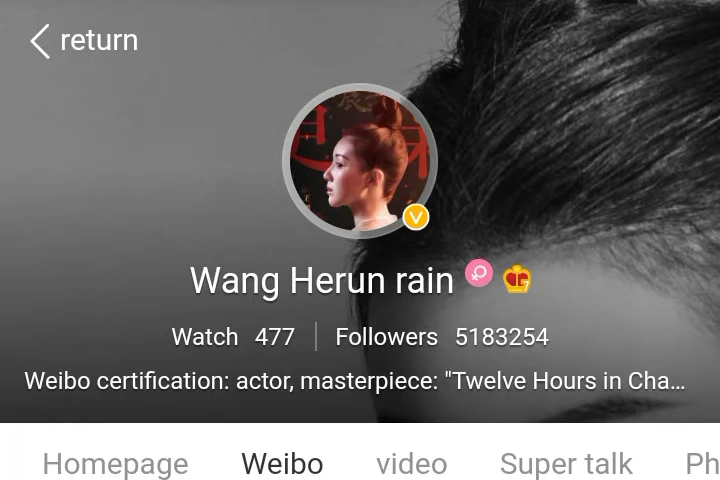 return
Wang Herun rain
7
Watch 477 Followers 5183254
Weibo certification: actor, masterpiece: "Twelve Hours in Cha...
Homepage Weibo video Super talk Ph